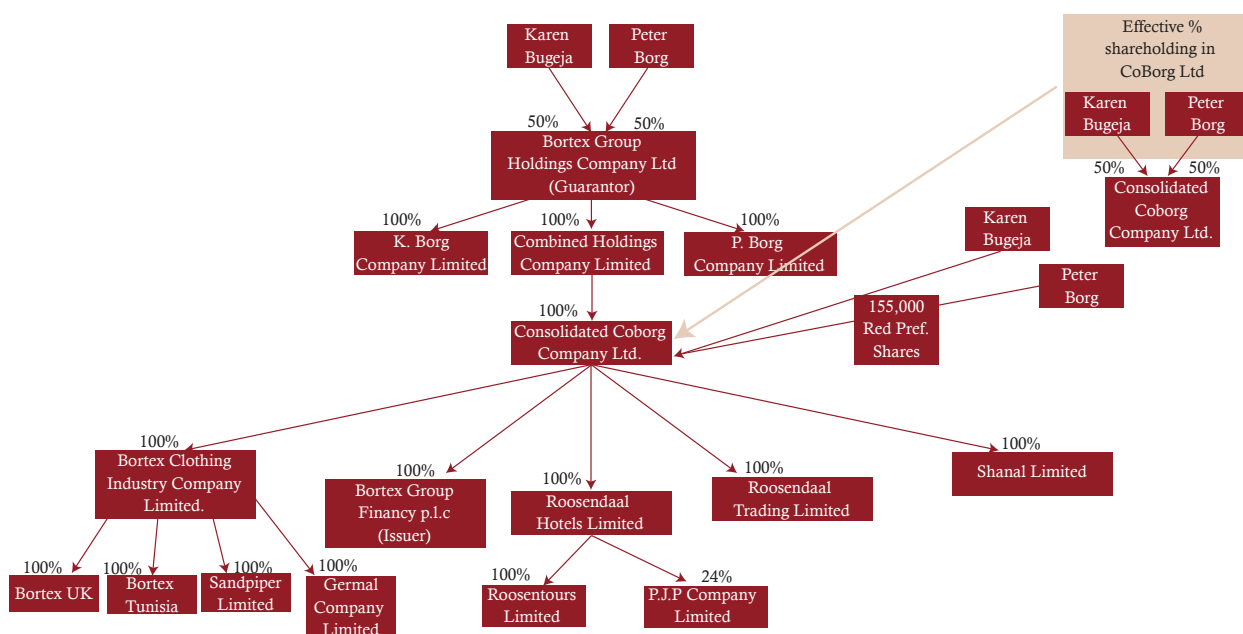 Karen
Bugeja
Peter
Borg
Effective %
shareholding in
CoBorg Ltd
Karen
Bugeja
Peter
Borg
50%
50%
Bortex Group
Holdings Company Ltd
(Guarantor)
50%
50%
Consolidated
Coborg
Company Ltd.
100%
K. Borg
Company Limited
100%
Combined Holdings
Company Limited
100%
P. Borg
Company Limited
Karen
Bugeja
Peter
Borg
155,000
Red Pref.
Shares
100%
Consolidated Coborg
Company Ltd.
100%
Bortex Clothing
Industry Company
Limited.
100%
Bortex Group
Financy p.l.c
(Issuer)
100%
Roosendaal
Hotels Limited
100%
Roosendaal
Trading Limited
100%
Shanal Limited
100%
Bortex UK
100%
Bortex
Tunisia
100%
Sandpiper
Limited
100%
Germal
Company
Limited
100%
Roosentours
Limited
24%
P.J.P Company
Limited